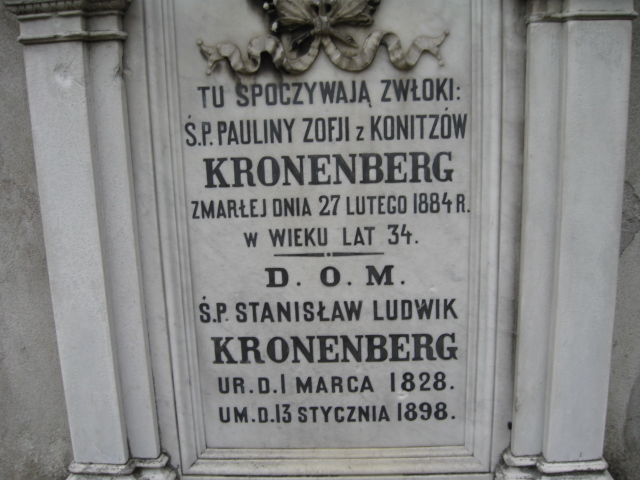 TU SPOCZYWAJĄ ZWŁOKI:
Ś.P. PAULINY ZOFJI z KONITZÓW
KRONENBERG
ZMARŁEJ DNIA 27 LUTEGO 1884 R.
W WIEKU LAT 34.
D. O. M.
Ś.P. STANISŁAW LUDWIK
KRONENBERG
UR. D. 1 MARCA 1828.
UM. D. 13 STYCZNIA 1898.